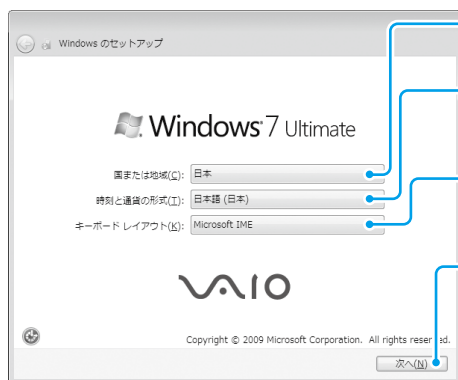 Windows のセットアップ
Windows 7 Ultimate
国または地域(C): 日本
時刻と通貨の形式(T): 日本語 (日本)
キーボード レイアウト(K): Microsoft IME
VAIO
Copyright © 2009 Microsoft Corporation. All rights reserved.
次へ(N)